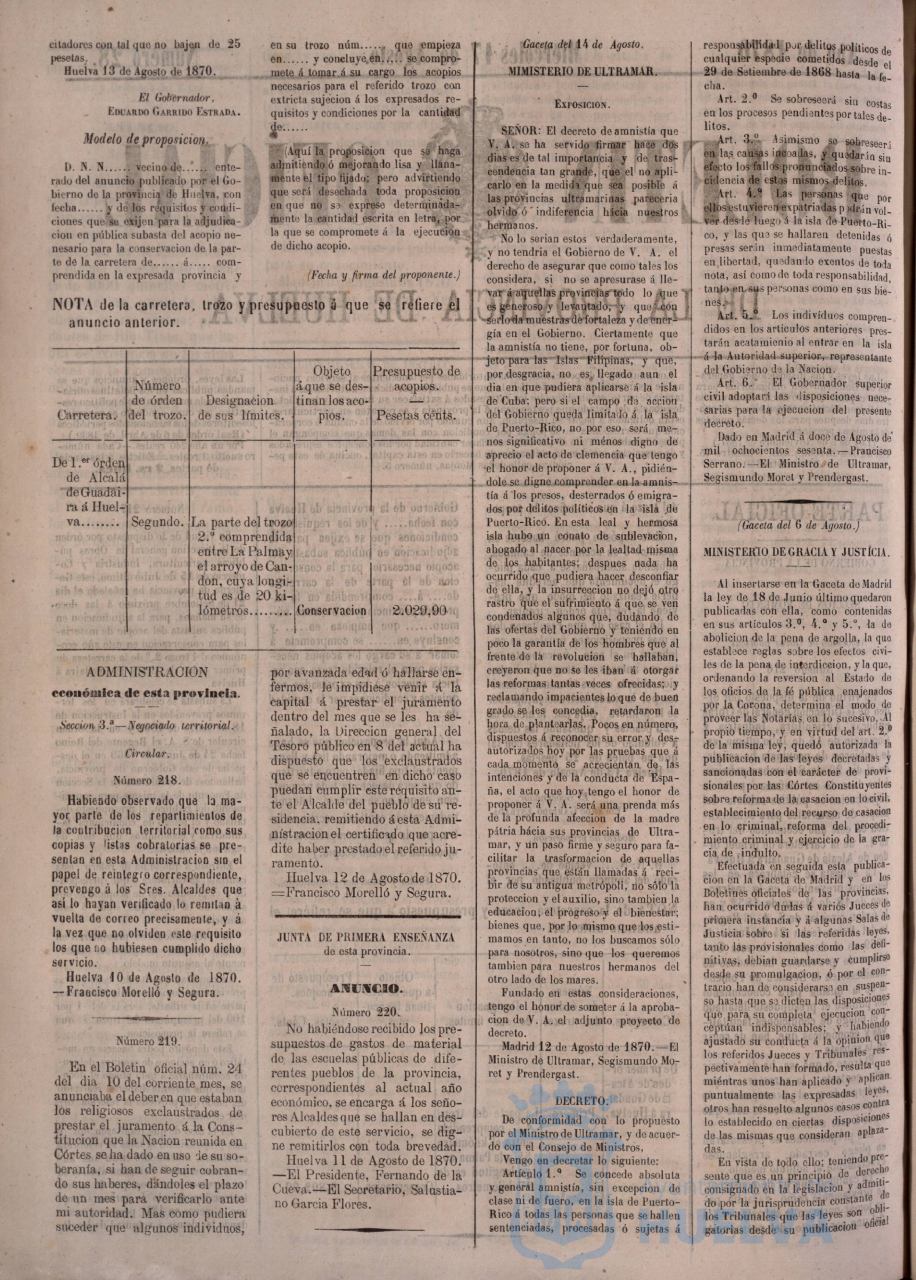 citadores con tal que no bajen de 25
pesetas.
Huelva 13 de Agosto de 1870.
El Gobernador,
EDUARDO GARRIDO ESTRADA.
Modelo de proposicion.
D. N. N...... vecino de...... ente-
rado del anuncio publicado por el Go-
bierno de la provincia de Huelva, con
fecha...... y de los requisitos y condi-
ciones que se exijen para la adjudica-
cion en pública subasta del acopio ne-
nesario para la conservacion de la par-
te de la carretera de...... á..... com-
prendida en la expresada provincia y
en su trozo núm......, que empieza
en...... y concluye en..... se compro-
mete á tomar á su cargo los acopios
necesarios para el referido trozo con
extricta sujecion á los expresados re-
quisitos y condiciones por la cantidad
de......
(Aquí la proposicion que se haga
admitiendo ó mejorando lisa y llana-
mente el tipo fijado; pero advirtiendo
que será desechada toda proposicion
en que no se exprese determinada-
mente la cantidad escrita en letra, por
la que se compromete á la ejecucion
de dicho acopio.
(Fecha y firma del proponente.)
NOTA de la carretera, trozo y presupuesto á que se refiere el
anuncio anterior.
Carretera.
Número
de órden
del trozo.
Designacion
de sus límites.
Objeto
á que se des-
tinan los aco-
pios.
Presupuesto de
acopios.
—
Pesetas cénts.
De 1.er órden
de Alcalá
de Guadai-
ra á Huel-
va........
Segundo.
La parte del trozo
2.º comprendida
entre La Palma y
el arroyo de Can-
don, cuya longi-
tud es de 20 ki-
lómetros........
Conservacion
2.029,90
ADMINISTRACION
económica de esta provincia.
Seccion 3.ª—Negociado territorial.
Circular.
Número 218.
Habiendo observado que la ma-
yor parte de los repartimientos de
la contribucion territorial como sus
copias y listas cobratorias se pre-
sentan en esta Administracion sin el
papel de reintegro correspondiente,
prevengo á los Sres. Alcaldes que
asi lo hayan verificado lo remitan á
vuelta de correo precisamente, y á
la vez que no olviden este requisito
los que no hubiesen cumplido dicho
servicio.
Huelva 10 de Agosto de 1870.
—Francisco Morelló y Segura.
Número 219.
En el Boletin oficial núm. 24
del dia 10 del corriente mes, se
anunciaba el deber en que estaban
los religiosos exclaustrados de
prestar el juramento á la Cons-
titucion que la Nacion reunida en
Córtes se ha dado en uso de su so-
beranía, si han de seguir cobran-
do sus haberes, dándoles el plazo
de un mes para verificarlo ante
mi autoridad. Mas como pudiera
suceder que algunos individuos,
por avanzada edad ó hallarse en-
fermos, le impidiese venir á la
capital á prestar el juramento
dentro del mes que se les ha se-
ñalado, la Direccion general del
Tesoro público en 8 del actual ha
dispuesto que los exclaustrados
que se encuentren en dicho caso
puedan cumplir este requisito an-
te el Alcalde del pueblo de su re-
sidencia, remitiendo á esta Admi-
nistracion el certificado que acre-
dite haber prestado el referido ju-
ramento.
Huelva 12 de Agosto de 1870.
=Francisco Morelló y Segura.
JUNTA DE PRIMERA ENSEÑANZA
de esta provincia.
ANUNCIO.
Número 220.
No habiéndose recibido los pre-
supuestos de gastos de material
de las escuelas públicas de dife-
rentes pueblos de la provincia,
correspondientes al actual año
económico, se encarga á los seño-
res Alcaldes que se hallan en des-
cubierto de este servicio, se dig-
ne remitirlos con toda brevedad.
Huelva 11 de Agosto de 1870.
—El Presidente, Fernando de la
Cueva.—El Secretario, Salustia-
no Garcia Flores.
Gaceta del 14 de Agosto.
MINISTERIO DE ULTRAMAR.
EXPOSICION.
SEÑOR: El decreto de amnistía que
V. A. se ha servido firmar hace dos
dias es de tal importancia y de tras-
cendencia tan grande, que el no apli-
carlo en la medida que sea posible á
las provincias ultramarinas pareceria
olvido ó indiferencia hácia nuestros
hermanos.
No lo serian estos verdaderamente,
y no tendria el Gobierno de V. A. el
derecho de asegurar que como tales los
considera, si no se apresurase á lle-
var á aquellas provincias todo lo que
es generoso y levantado, y que con
serlo da muestras de fortaleza y de ener-
gía en el Gobierno. Ciertamente que
la amnistía no tiene, por fortuna, ob-
jeto para las Islas Filipinas, y que,
por desgracia, no es llegado aun el
dia en que pudiera aplicarse á la isla
de Cuba; pero si el campo de accion
del Gobierno queda limitado á la isla
de Puerto-Rico, no por eso será me-
nos significativo ni ménos digno de
aprecio el acto de clemencia que tengo
el honor de proponer á V. A., pidién-
dole se digne comprender en la amnis-
tía á los presos, desterrados ó emigra-
dos por delitos políticos en la isla de
Puerto-Rico. En esta leal y hermosa
isla hubo un conato de sublevacion,
ahogado al nacer por la lealtad misma
de los habitantes; despues nada ha
ocurrido que pudiera hacer desconfiar
de ella, y la insurreccion no dejó otro
rastro que el sufrimiento á que se ven
condenados algunos que, dudando de
las ofertas del Gobierno y teniendo en
poco la garantía de los hombres que al
frente de la revolucion se hallaban,
creyeron que no se les iban á otorgar
las reformas tantas veces ofrecidas; y
reclamando impacientes lo que de buen
grado se les concedia, retardaron la
hora de plantearlas. Pocos en número,
dispuestos á reconocer su error y des-
autorizados hoy por las pruebas que á
cada momento se acrecientan de las
intenciones y de la conducta de Espa-
ña, el acto que hoy tengo el honor de
proponer á V. A. será una prenda más
de la profunda afeccion de la madre
pátria hácia sus provincias de Ultra-
mar, y un paso firme y seguro para fa-
cilitar la trasformacion de aquellas
provincias que están llamadas á reci-
bir de su antigua metrópoli, no sólo la
proteccion y el auxilio, sino tambien la
educacion, el progreso y el bienestar;
bienes que, por lo mismo que los esti-
mamos en tanto, no los buscamos sólo
para nosotros, sino que los queremos
tambien para nuestros hermanos del
otro lado de los mares.
Fundado en estas consideraciones,
tengo el honor de someter á la aproba-
cion de V. A. el adjunto proyecto de
decreto.
Madrid 12 de Agosto de 1870.—El
Ministro de Ultramar, Segismundo Mo-
ret y Prendergast.
DECRETO.
De conformidad con lo propuesto
por el Ministro de Ultramar, y de acuer-
do con el Consejo de Ministros,
Vengo en decretar lo siguiente:
Artículo 1.º Se concede absoluta
y general amnistía, sin excepcion de
clase ni de fuero, en la isla de Puerto-
Rico á todas las personas que se hallen
sentenciadas, procesadas ó sujetas á
responsabilidad por delitos políticos de
cualquier especie cometidos desde el
29 de Setiembre de 1868 hasta la fe-
cha.
Art. 2.º Se sobreseerá sin costas
en los procesos pendientes por tales de-
litos.
Art. 3.º Asimismo se sobreseerá
en las causas incoadas, y quedarán sin
efecto los fallos pronunciados sobre in-
cidencia de estos mismos delitos.
Art. 4.º Las personas que por
ellos estuvieren expatriadas podrán vol-
ver desde luego á la isla de Puerto-Ri-
co, y las que se hallaren detenidas ó
presas serán inmediatamente puestas
en libertad, quedando exentos de toda
nota, así como de toda responsabilidad,
tanto en sus personas como en sus bie-
nes.
Art. 5.º Los individuos compren-
didos en los artículos anteriores pres-
tarán acatamienio al entrar en la isla
á la Autoridad superior, representante
del Gobierno de la Nacion.
Art. 6.º El Gobernador superior
civil adoptará las disposiciones nece-
sarias para la ejecucion del presente
decreto.
Dado en Madrid á doce de Agosto de
mil ochocientos sesenta.—Francisco
Serrano.—El Ministro de Ultramar,
Segismundo Moret y Prendergast.
(Gaceta del 6 de Agosto.)
MINISTERIO DE GRACIA Y JUSTÍCIA.
Al insertarse en la Gaceta de Madrid
la ley de 18 de Junio último quedaron
publicadas con ella, como contenidas
en sus artículos 3.º, 4.º y 5.º, la de
abolicion de la pena de argolla, la que
establece reglas sobre los efectos civi-
les de la pena de interdiccion, y la que,
ordenando la reversion al Estado de
los oficios de la fé pública enajenados
por la Corona, determina el modo de
proveer las Notarías en lo sucesivo. Al
propio tiempo, y en virtud del art. 2.º
de la misma ley, quedó autorizada la
publicacion de las leyes decretadas y
sancionadas con el carácter de provi-
sionales por las Córtes Constituyentes
sobre reforma de la casacion en lo civil,
establecimiento del recurso de casacion
en lo criminal, reforma del procedi-
miento criminal y ejercicio de la gra-
cia de indulto.
Efectuada en seguida esta publica-
cion en la Gaceta de Madrid y en los
Boletines oficiales de las provincias,
han ocurrido dudas á varios Jueces de
primera instancia y á algunas Salas de
Justicia sobre si las referidas leyes,
tanto las provisionales como las defi-
nitivas, debian guardarse y cumplirse
desde su promulgacion, ó por el con-
trario han de considerarse en suspen-
so hasta que se dicten las disposiciones
que para su completa ejecucion con-
ceptúan indispensables; y habiendo
ajustado su conducta á la opinion que
los referidos Jueces y Tribunales res-
pectivamente han formado, resulta que
miéntras unos han aplicado y aplican
puntualmente las expresadas leyes,
otros han resuelto algunos casos contra
lo establecido en ciertas disposiciones
de las mismas que consideran aplaza-
das.
En vista de todo ello; teniendo pre-
sente que es un principio de derecho
consignado en la legislacion y admiti-
do por la jurisprudencia constante de
los Tribunales que las leyes son obli-
gatorias desde su publicacion oficial
HUELVA